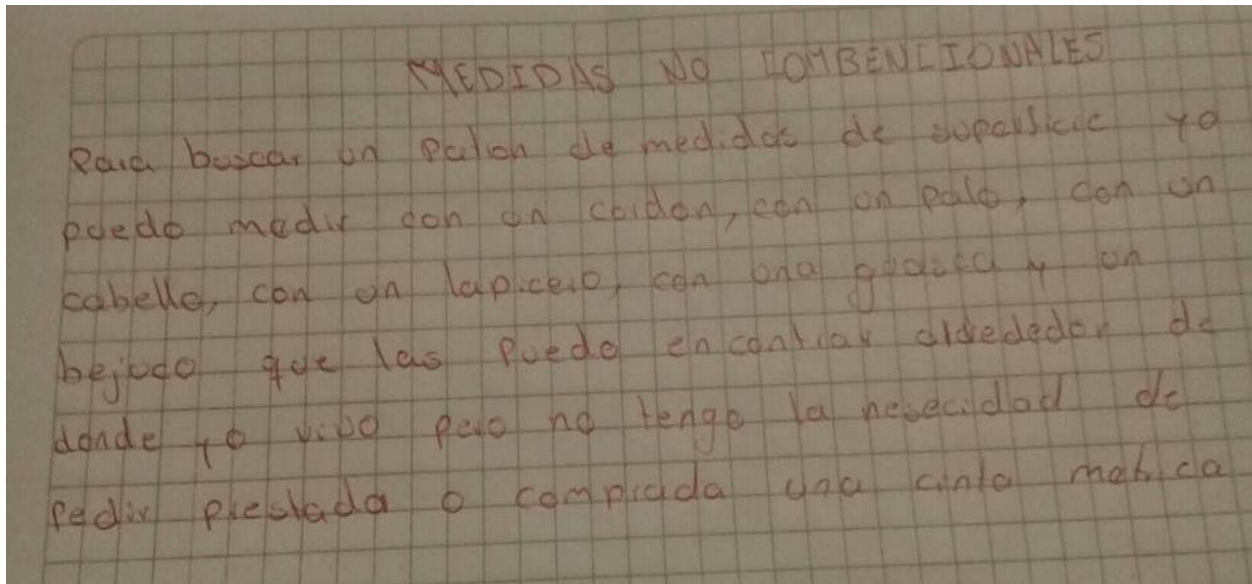 MEDIDAS NO COMBENCIONALES
Para buscar un Patron de medidas de superficie yo
puedo medir con un cordon, con un palo, con un
cabello, con un lapicero, con una guasca y un
bejuco que las puedo encontrar alrededor de
donde yo vivo pero no tengo la nesecidad de
pedir prestada o comprada una cinta metrica